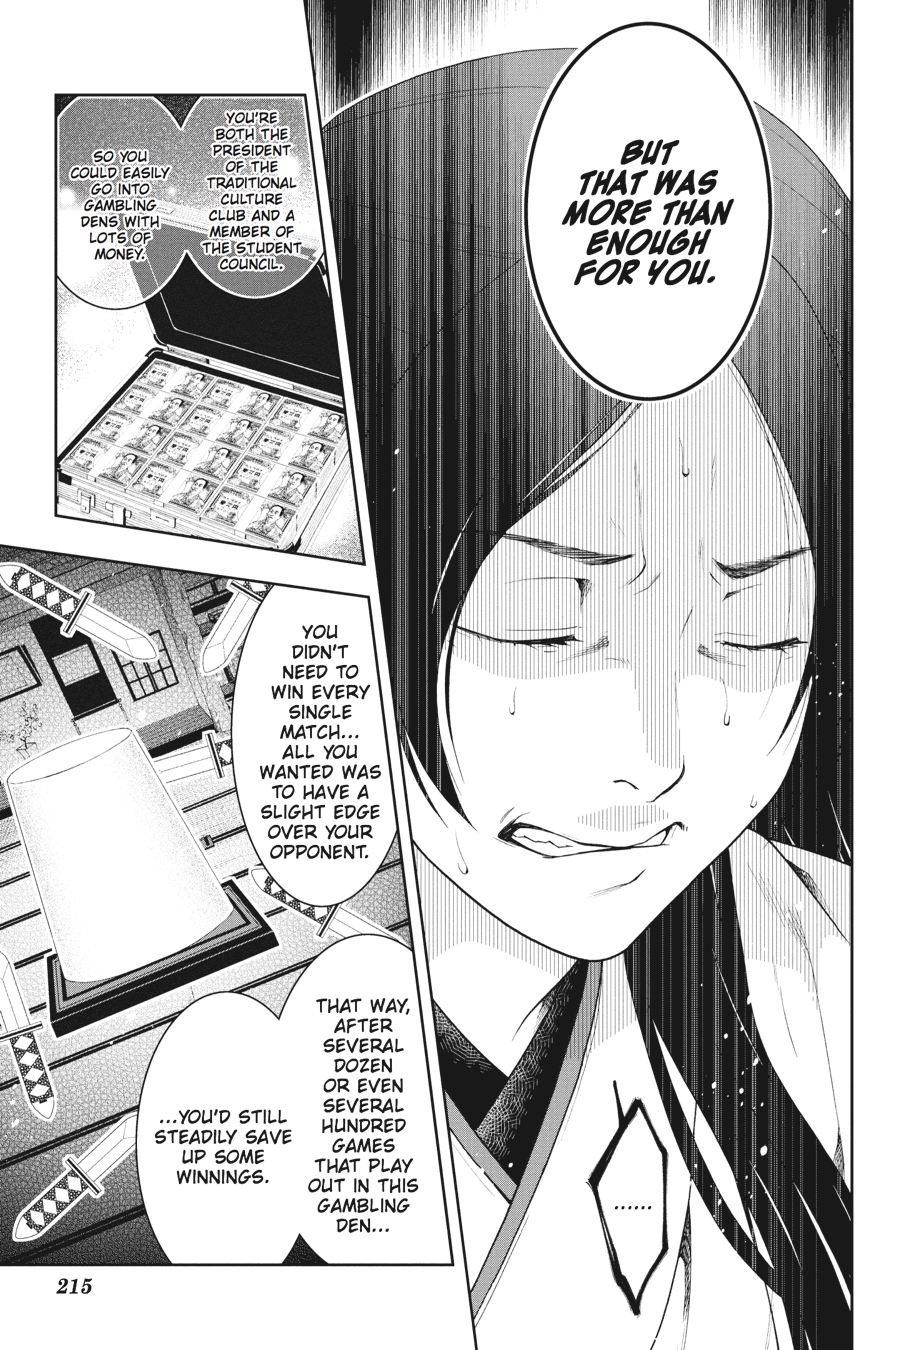 BUT
THAT WAS
MORE THAN
ENOUGH
FOR YOU.
YOU'RE
BOTH THE
PRESIDENT
OF THE
TRADITIONAL
CULTURE
CLUB AND A
MEMBER OF
THE STUDENT
COUNCIL.
SO YOU
COULD EASILY
GO INTO
GAMBLING
DENS WITH
LOTS OF
MONEY.
YOU
DIDN'T
NEED TO
WIN EVERY
SINGLE
MATCH...
ALL YOU
WANTED WAS
TO HAVE A
SLIGHT EDGE
OVER YOUR
OPPONENT.
THAT WAY,
AFTER
SEVERAL
DOZEN
OR EVEN
SEVERAL
HUNDRED
GAMES
THAT PLAY
OUT IN THIS
GAMBLING
DEN...
...YOU'D STILL
STEADILY SAVE
UP SOME
WINNINGS.
......
215